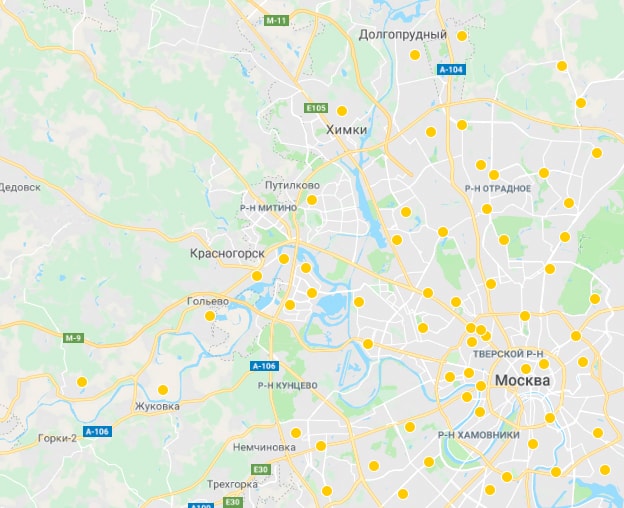 М-11
Долгопрудный
А-104
Е105
Химки
Дедовск
Путилково
Р-Н ОТРАДНОЕ
Р-Н МИТИНО
Красногорск
Гольево
М-9
ТВЕРСКОЙ Р-Н
А-106
Р-Н КУНЦЕВО
Москва
Жуковка
А-106
Горки-2
Р-Н ХАМОВНИКИ
Немчиновка
Е30
Трехгорка
Е30